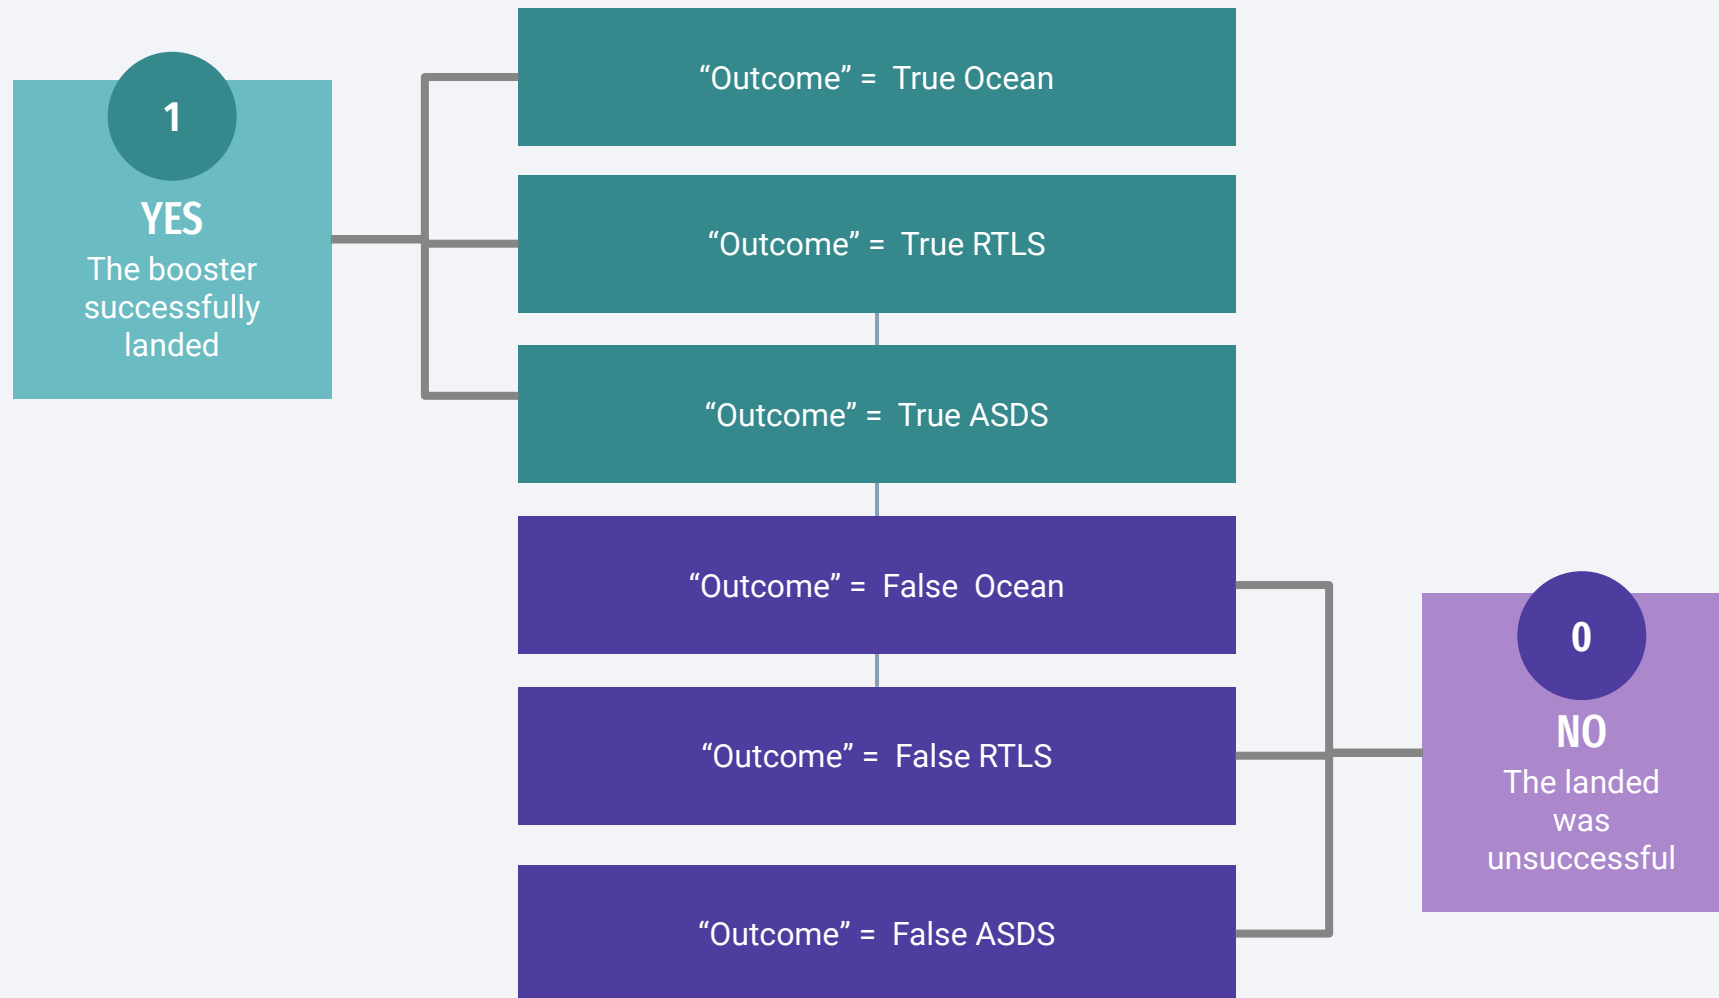 1
YES
The booster
successfully
landed
“Outcome” = True Ocean
“Outcome” = True RTLS
“Outcome” = True ASDS
“Outcome” = False Ocean
“Outcome” = False RTLS
“Outcome” = False ASDS
0
NO
The landed
was
unsuccessful